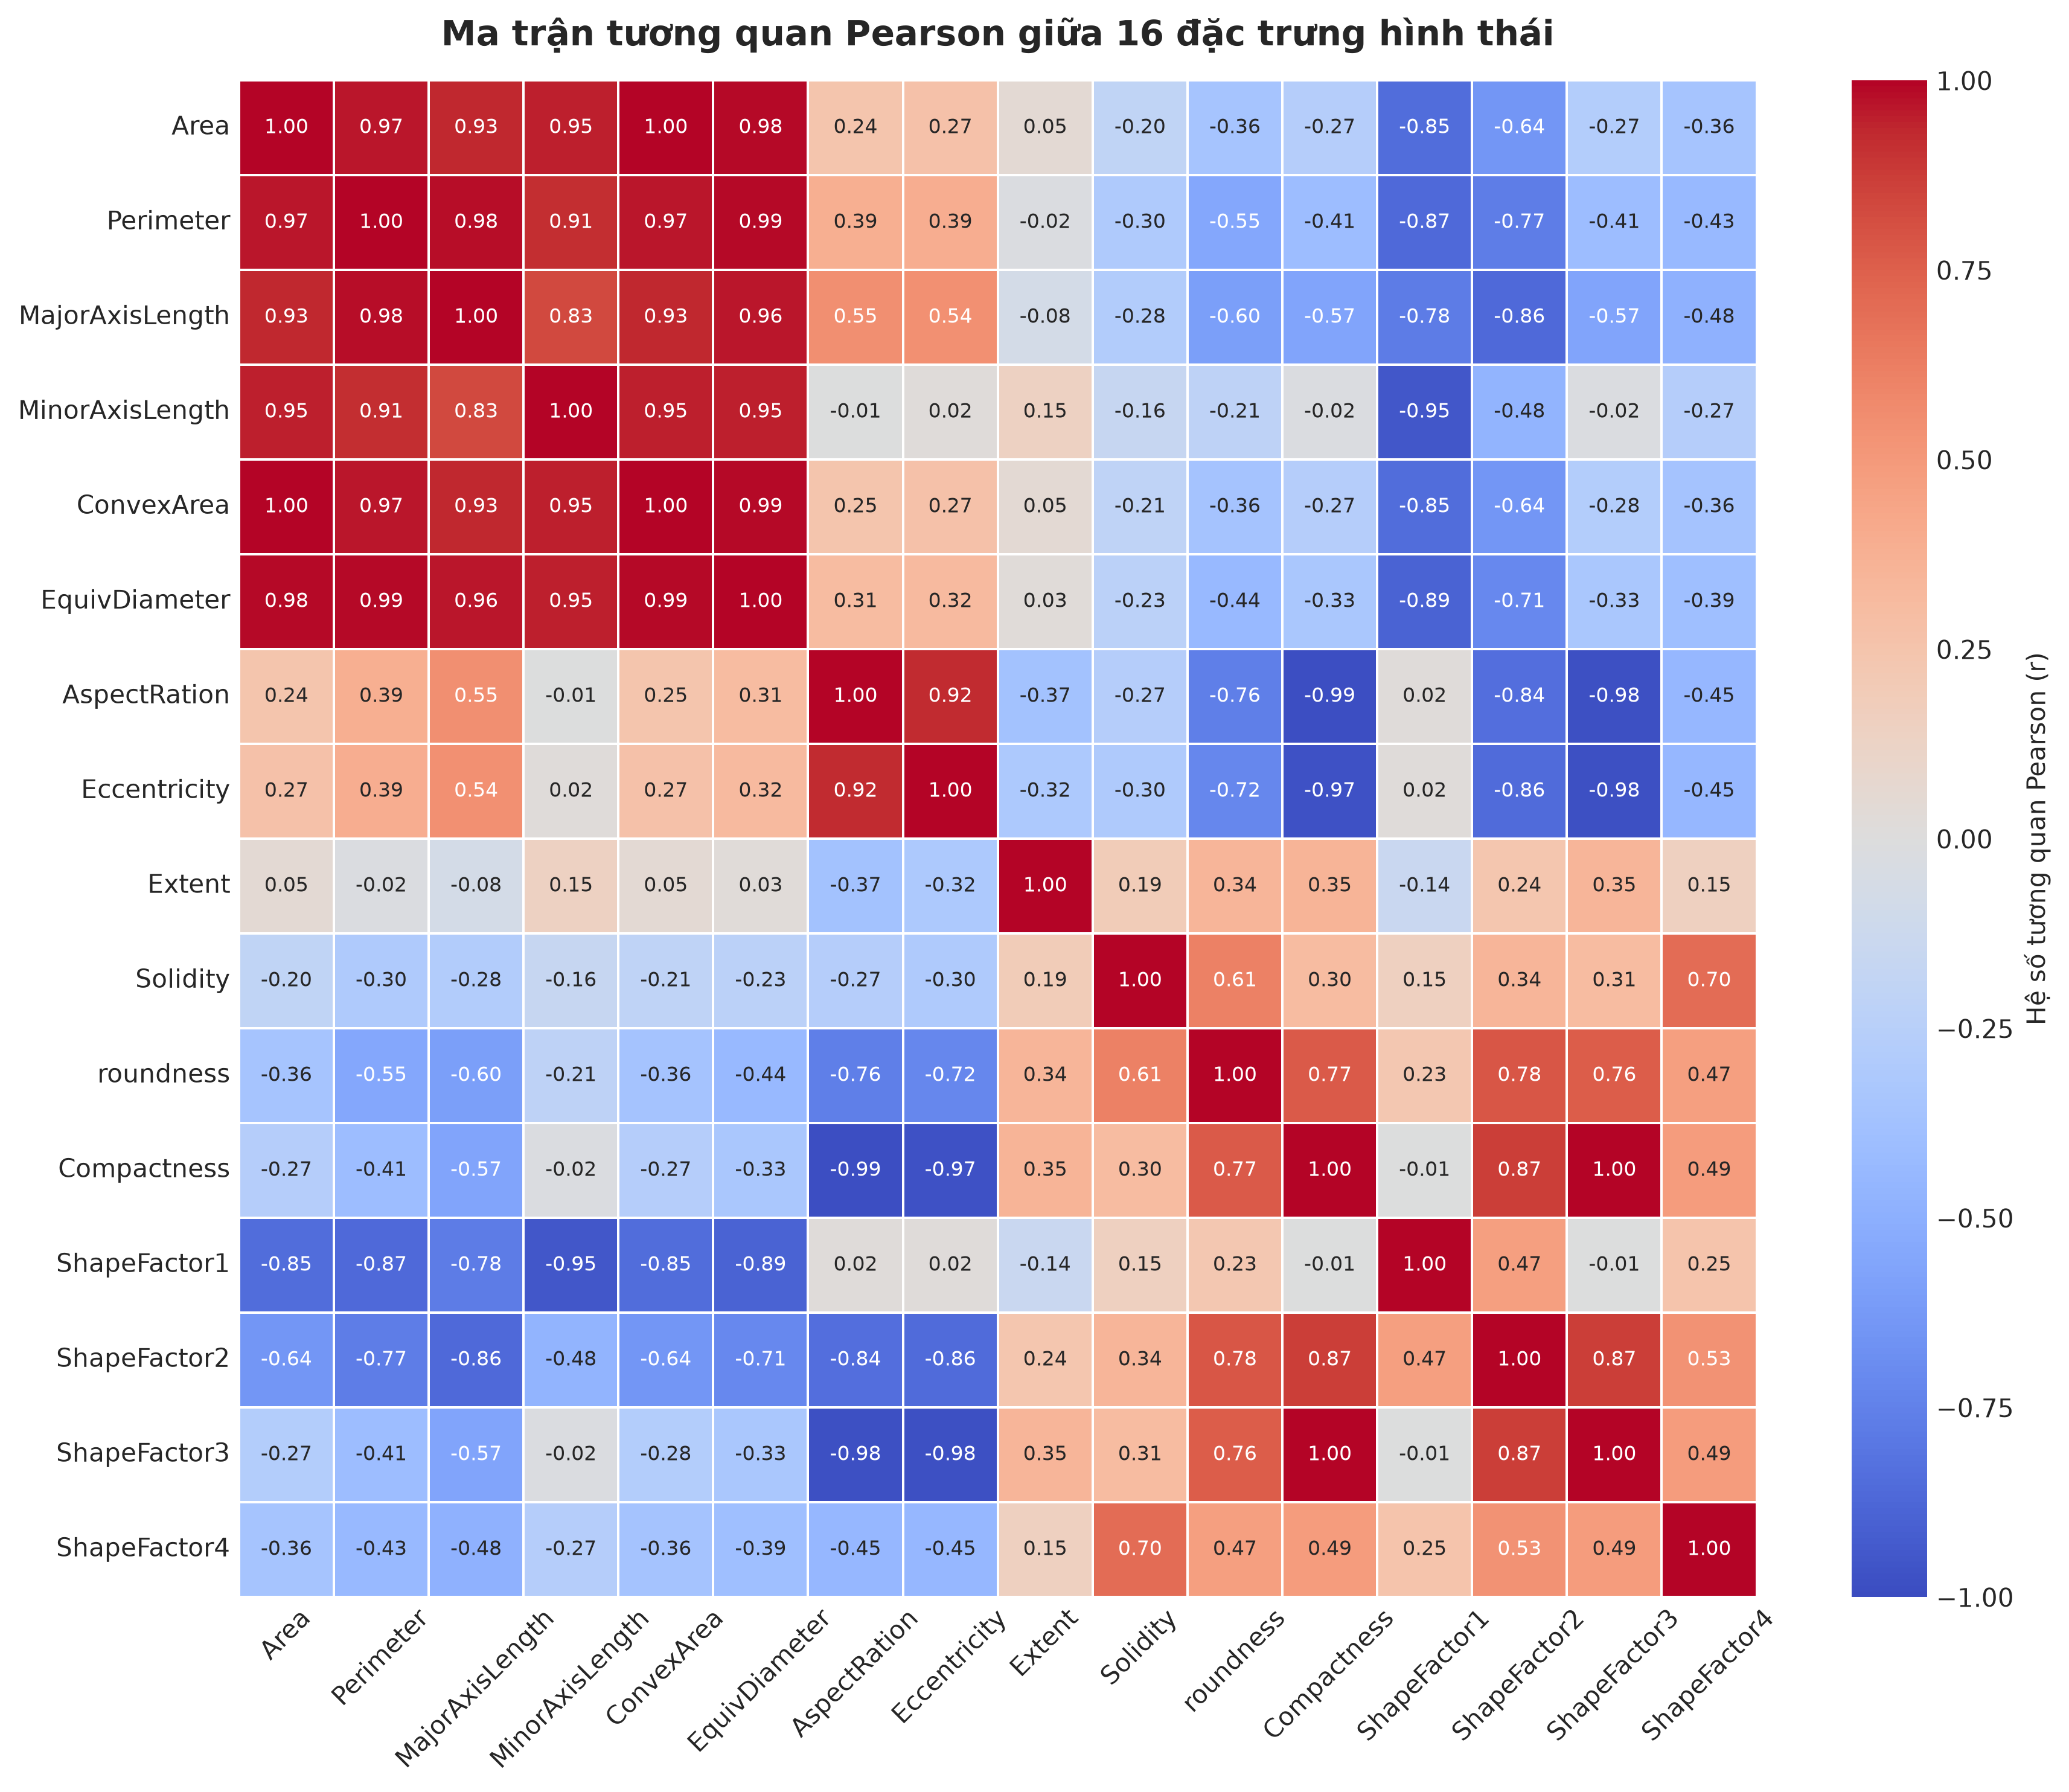 Ma trận tương quan Pearson giữa 16 đặc trưng hình thái
Area 1.00 0.97 0.93 0.95 1.00 0.98 0.24 0.27 0.05 -0.20 -0.36 -0.27 -0.85 -0.64 -0.27 -0.36
Perimeter 0.97 1.00 0.98 0.91 0.97 0.99 0.39 0.39 -0.02 -0.30 -0.55 -0.41 -0.87 -0.77 -0.41 -0.43
MajorAxisLength 0.93 0.98 1.00 0.83 0.93 0.96 0.55 0.54 -0.08 -0.28 -0.60 -0.57 -0.78 -0.86 -0.57 -0.48
MinorAxisLength 0.95 0.91 0.83 1.00 0.95 0.95 -0.01 0.02 0.15 -0.16 -0.21 -0.02 -0.95 -0.48 -0.02 -0.27
ConvexArea 1.00 0.97 0.93 0.95 1.00 0.99 0.25 0.27 0.05 -0.21 -0.36 -0.27 -0.85 -0.64 -0.28 -0.36
EquivDiameter 0.98 0.99 0.96 0.95 0.99 1.00 0.31 0.32 0.03 -0.23 -0.44 -0.33 -0.89 -0.71 -0.33 -0.39
AspectRation 0.24 0.39 0.55 -0.01 0.25 0.31 1.00 0.92 -0.37 -0.27 -0.76 -0.99 0.02 -0.84 -0.98 -0.45
Eccentricity 0.27 0.39 0.54 0.02 0.27 0.32 0.92 1.00 -0.32 -0.30 -0.72 -0.97 0.02 -0.86 -0.98 -0.45
Extent 0.05 -0.02 -0.08 0.15 0.05 0.03 -0.37 -0.32 1.00 0.19 0.34 0.35 -0.14 0.24 0.35 0.15
Solidity -0.20 -0.30 -0.28 -0.16 -0.21 -0.23 -0.27 -0.30 0.19 1.00 0.61 0.30 0.15 0.34 0.31 0.70
roundness -0.36 -0.55 -0.60 -0.21 -0.36 -0.44 -0.76 -0.72 0.34 0.61 1.00 0.77 0.23 0.78 0.76 0.47
Compactness -0.27 -0.41 -0.57 -0.02 -0.27 -0.33 -0.99 -0.97 0.35 0.30 0.77 1.00 -0.01 0.87 1.00 0.49
ShapeFactor1 -0.85 -0.87 -0.78 -0.95 -0.85 -0.89 0.02 0.02 -0.14 0.15 0.23 -0.01 1.00 0.47 -0.01 0.25
ShapeFactor2 -0.64 -0.77 -0.86 -0.48 -0.64 -0.71 -0.84 -0.86 0.24 0.34 0.78 0.87 0.47 1.00 0.87 0.53
ShapeFactor3 -0.27 -0.41 -0.57 -0.02 -0.28 -0.33 -0.98 -0.98 0.35 0.31 0.76 1.00 -0.01 0.87 1.00 0.49
ShapeFactor4 -0.36 -0.43 -0.48 -0.27 -0.36 -0.39 -0.45 -0.45 0.15 0.70 0.47 0.49 0.25 0.53 0.49 1.00
Area
Perimeter
MajorAxisLength
MinorAxisLength
ConvexArea
EquivDiameter
AspectRation
Eccentricity
Extent
Solidity
roundness
Compactness
ShapeFactor1
ShapeFactor2
ShapeFactor3
ShapeFactor4
1.00
0.75
0.50
0.25
0.00
−0.25
−0.50
−0.75
−1.00
Hệ số tương quan Pearson (r)